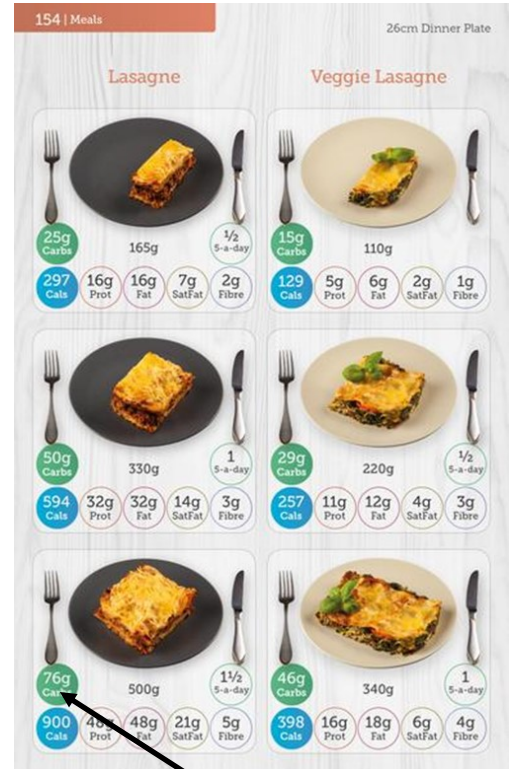 154 | Meals
26cm Dinner Plate
Lasagne
Veggie Lasagne
25g
Carbs
165g
½
5-a-day
297
Cals
16g
Prot
16g
Fat
7g
SatFat
2g
Fibre
15g
Carbs
110g
129
Cals
5g
Prot
6g
Fat
2g
SatFat
1g
Fibre
50g
Carbs
330g
1
5-a-day
594
Cals
32g
Prot
32g
Fat
14g
SatFat
3g
Fibre
29g
Carbs
220g
½
5-a-day
257
Cals
11g
Prot
12g
Fat
4g
SatFat
3g
Fibre
76g
Carbs
500g
1½
5-a-day
900
Cals
48g
Prot
48g
Fat
21g
SatFat
5g
Fibre
46g
Carbs
340g
1
5-a-day
398
Cals
16g
Prot
18g
Fat
6g
SatFat
4g
Fibre